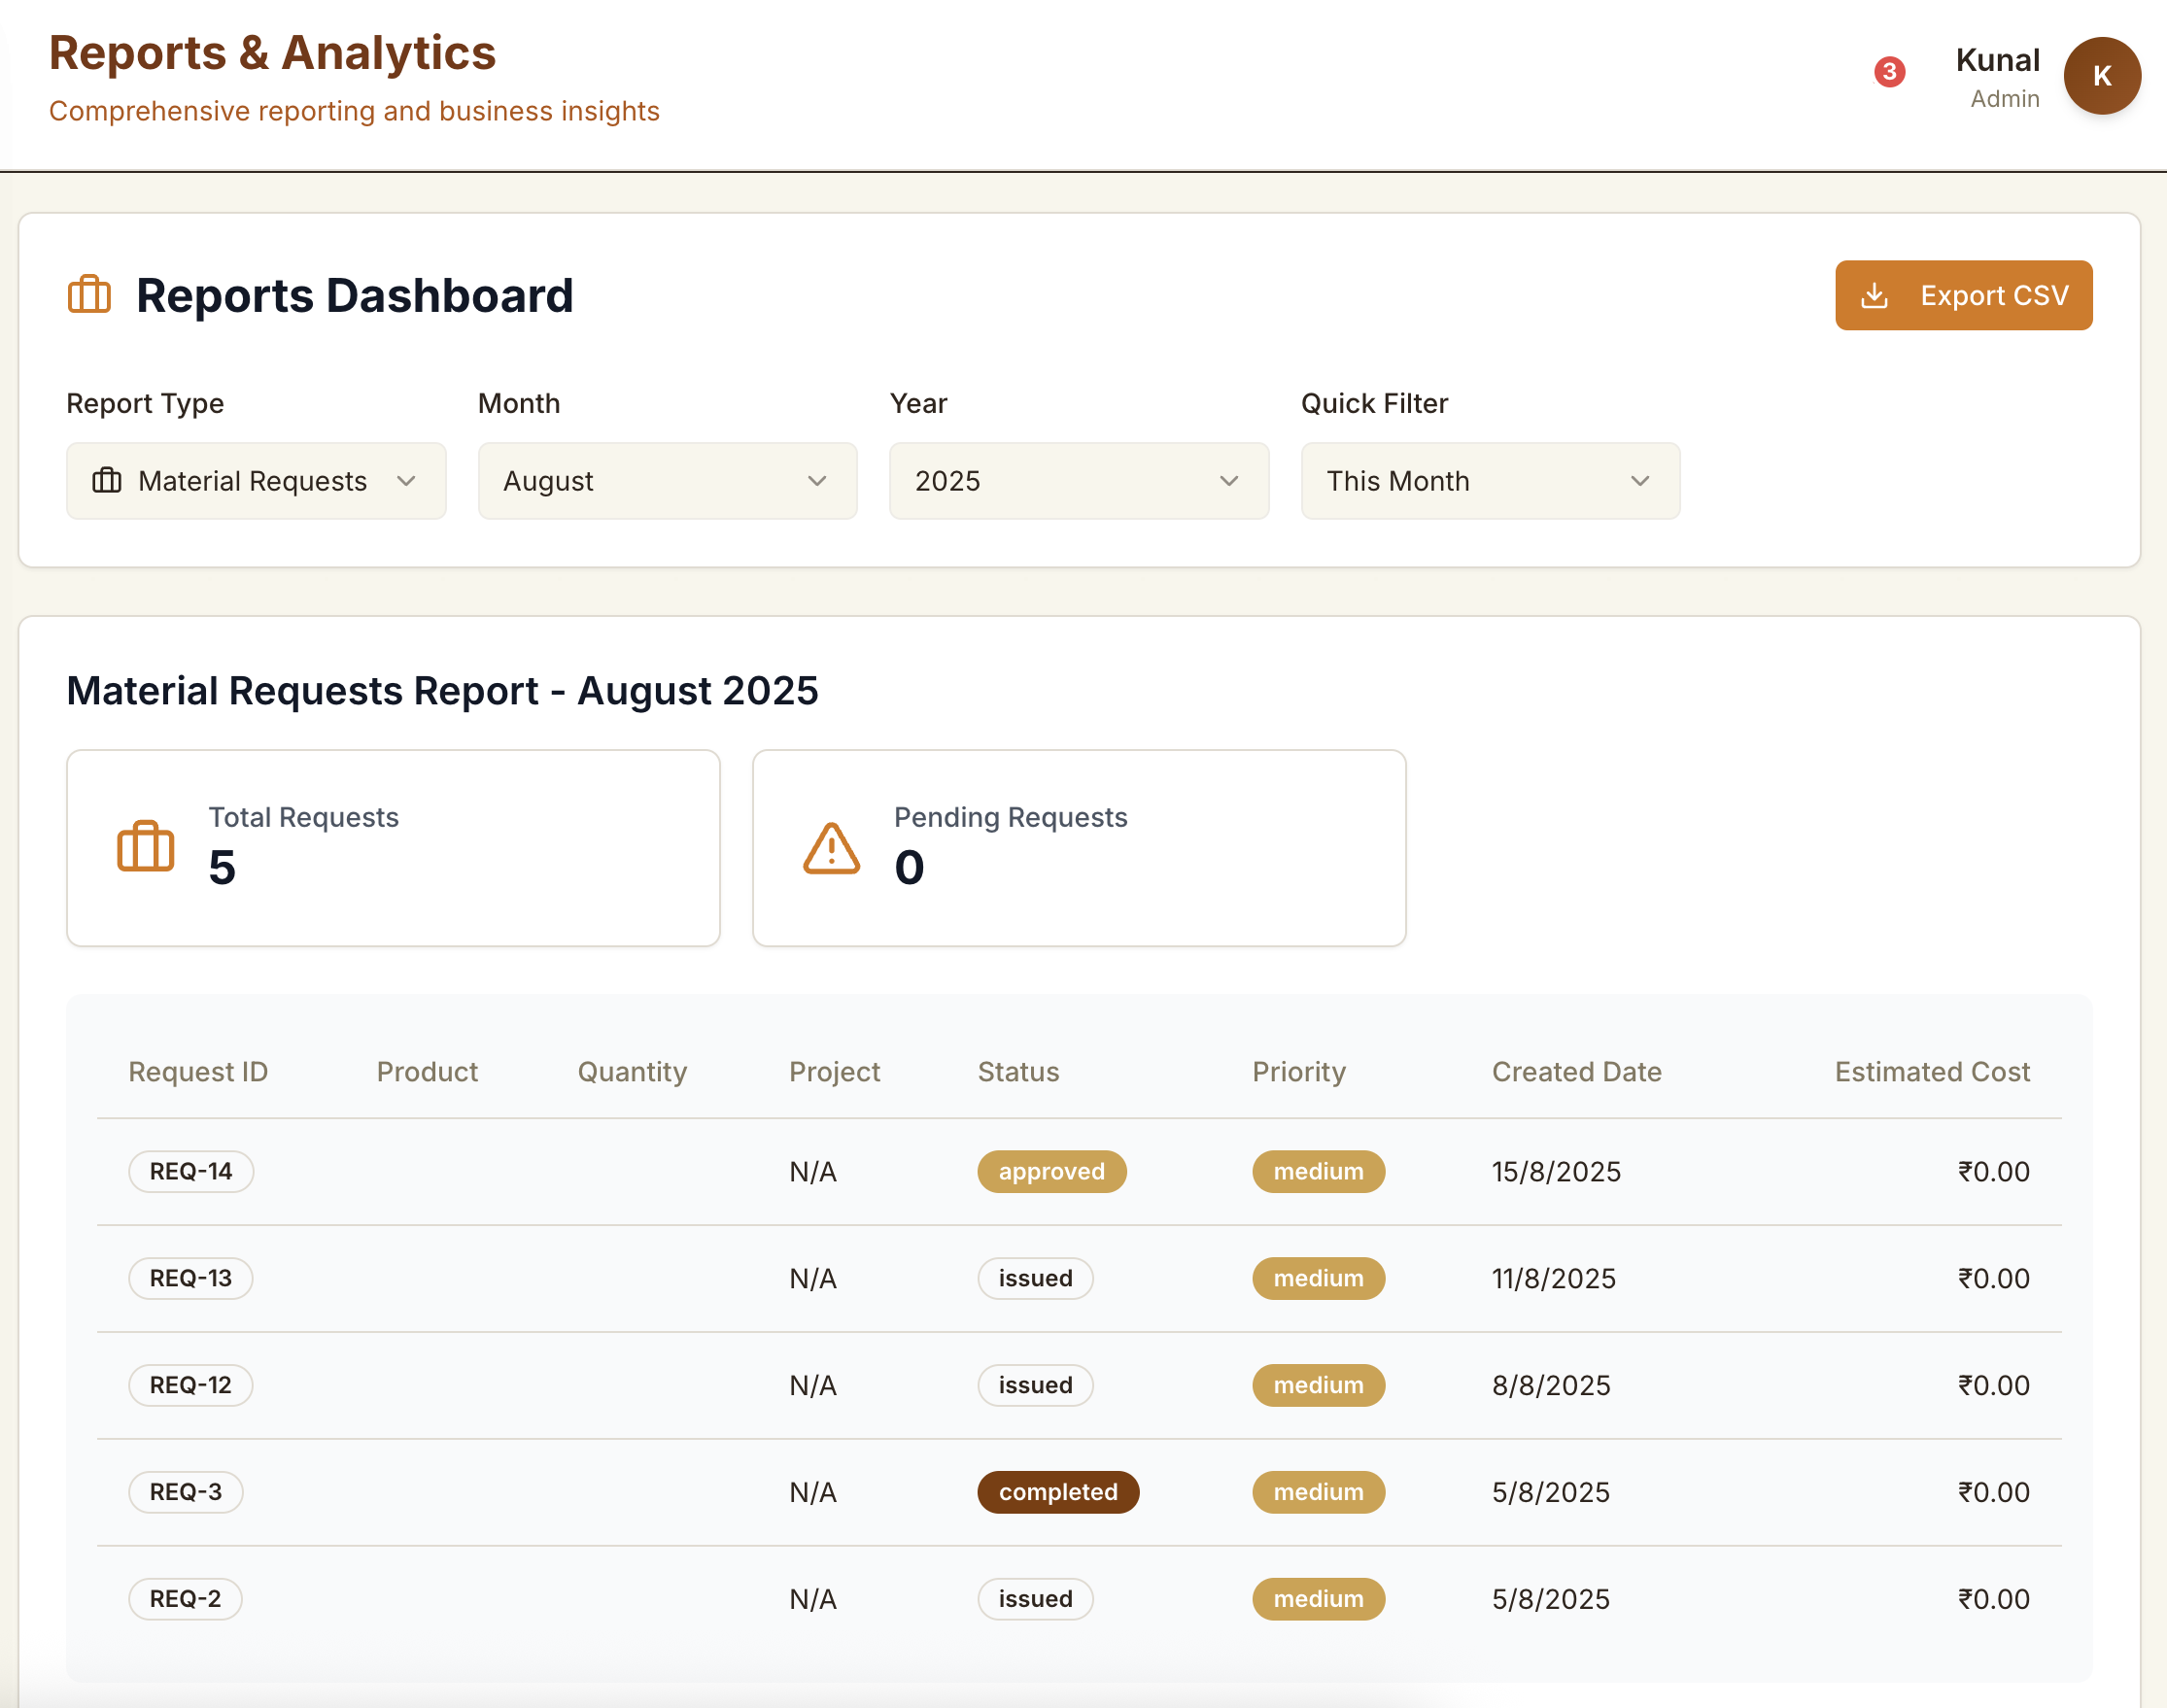 Reports & Analytics
Comprehensive reporting and business insights
3
Kunal
Admin
K
Reports Dashboard
Export CSV
Report Type Month Year Quick Filter
Material Requests August 2025 This Month
Material Requests Report - August 2025
Total Requests
5
Pending Requests
0
Request ID Product Quantity Project Status Priority Created Date Estimated Cost
REQ-14 N/A approved medium 15/8/2025 ₹0.00
REQ-13 N/A issued medium 11/8/2025 ₹0.00
REQ-12 N/A issued medium 8/8/2025 ₹0.00
REQ-3 N/A completed medium 5/8/2025 ₹0.00
REQ-2 N/A issued medium 5/8/2025 ₹0.00